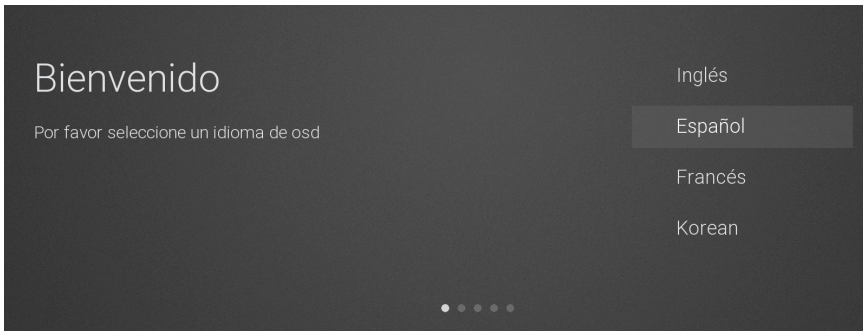 Bienvenido
Por favor seleccione un idioma de osd
Inglés
Español
Francés
Korean